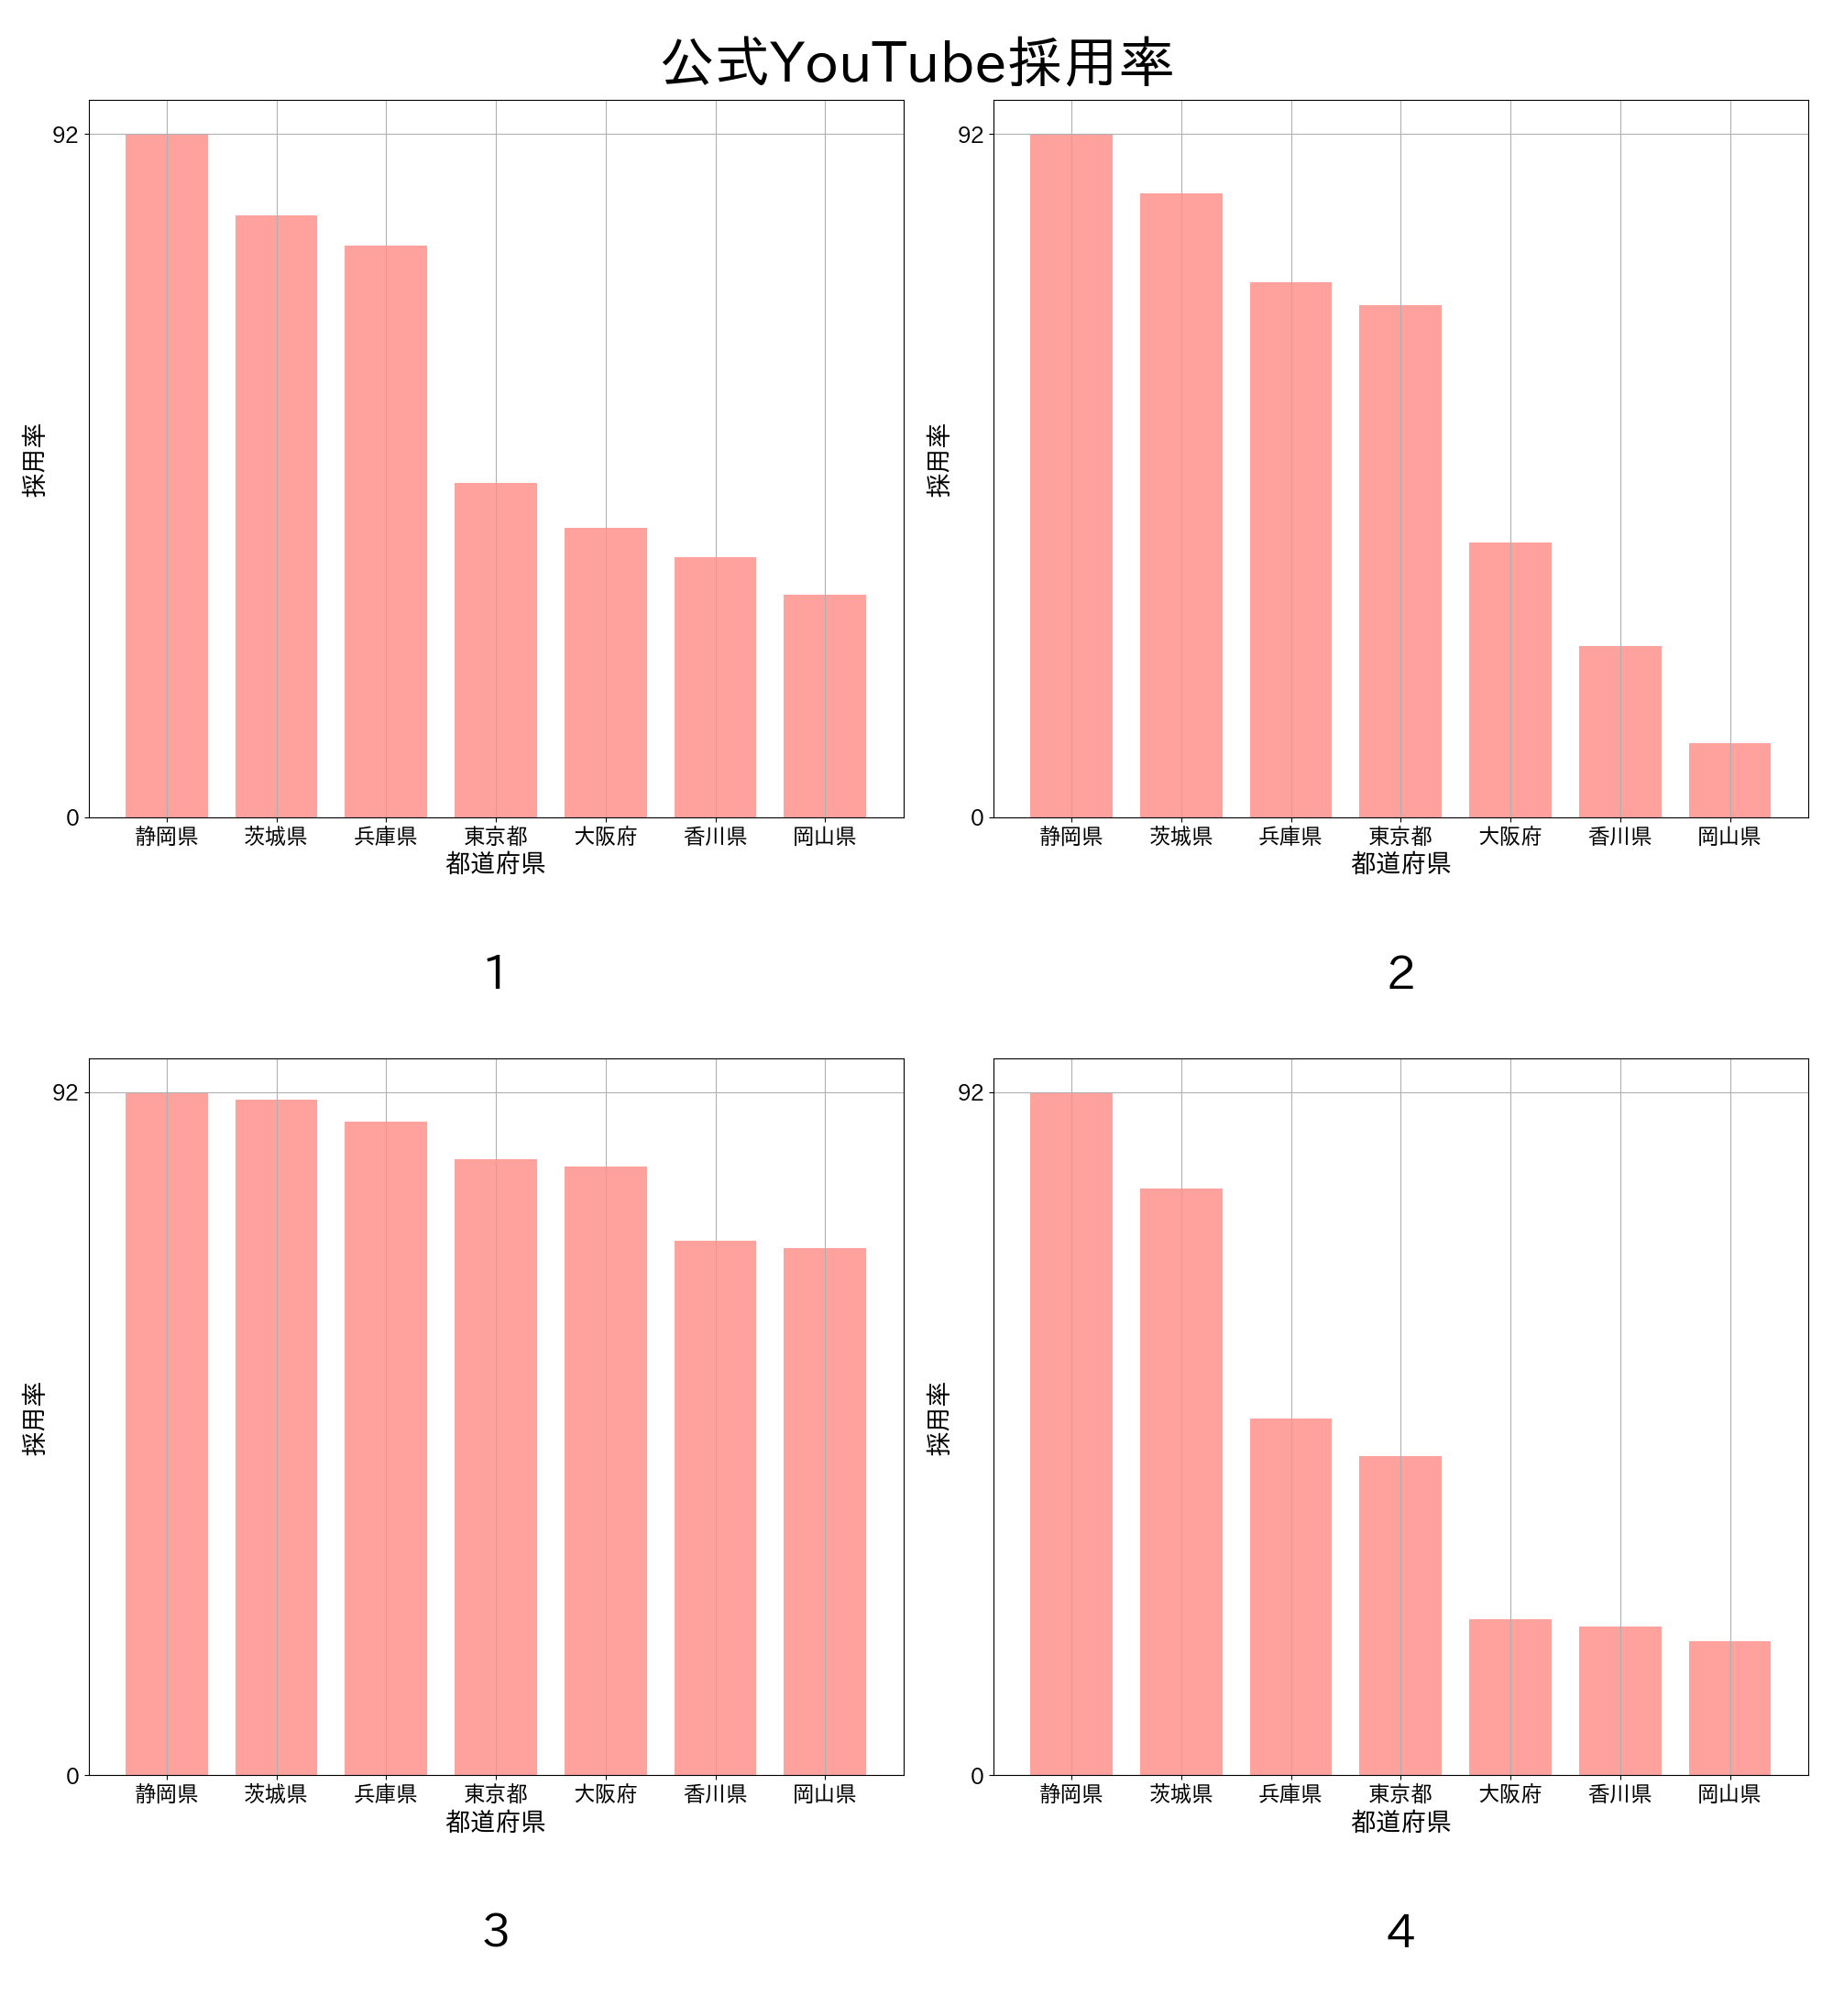 公式YouTube採用率
92
0
採用率
静岡県 茨城県 兵庫県 東京都 大阪府 香川県 岡山県
都道府県
1
92
0
採用率
静岡県 茨城県 兵庫県 東京都 大阪府 香川県 岡山県
都道府県
2
92
0
採用率
静岡県 茨城県 兵庫県 東京都 大阪府 香川県 岡山県
都道府県
3
92
0
採用率
静岡県 茨城県 兵庫県 東京都 大阪府 香川県 岡山県
都道府県
4